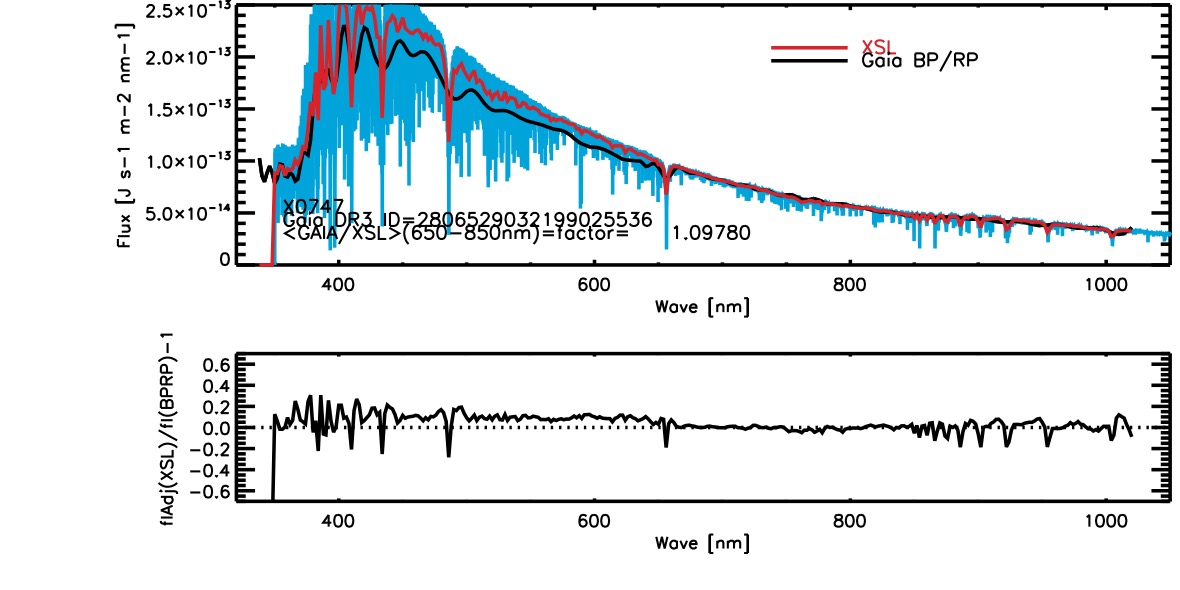 2.5×10−13
2.0×10−13
1.5×10−13
1.0×10−13
5.0×10−14
0
Flux [J s−1 m−2 nm−1]
XSL
Gaia BP/RP
X0747
Gaia DR3 ID=2806529032199025536
<GAIA/XSL>(650−850nm)=factor= 1.09780
400 600 800 1000
Wave [nm]
0.6
0.4
0.2
0.0
−0.2
−0.4
−0.6
flAdj(XSL)/fl(BPRP)−1
400 600 800 1000
Wave [nm]